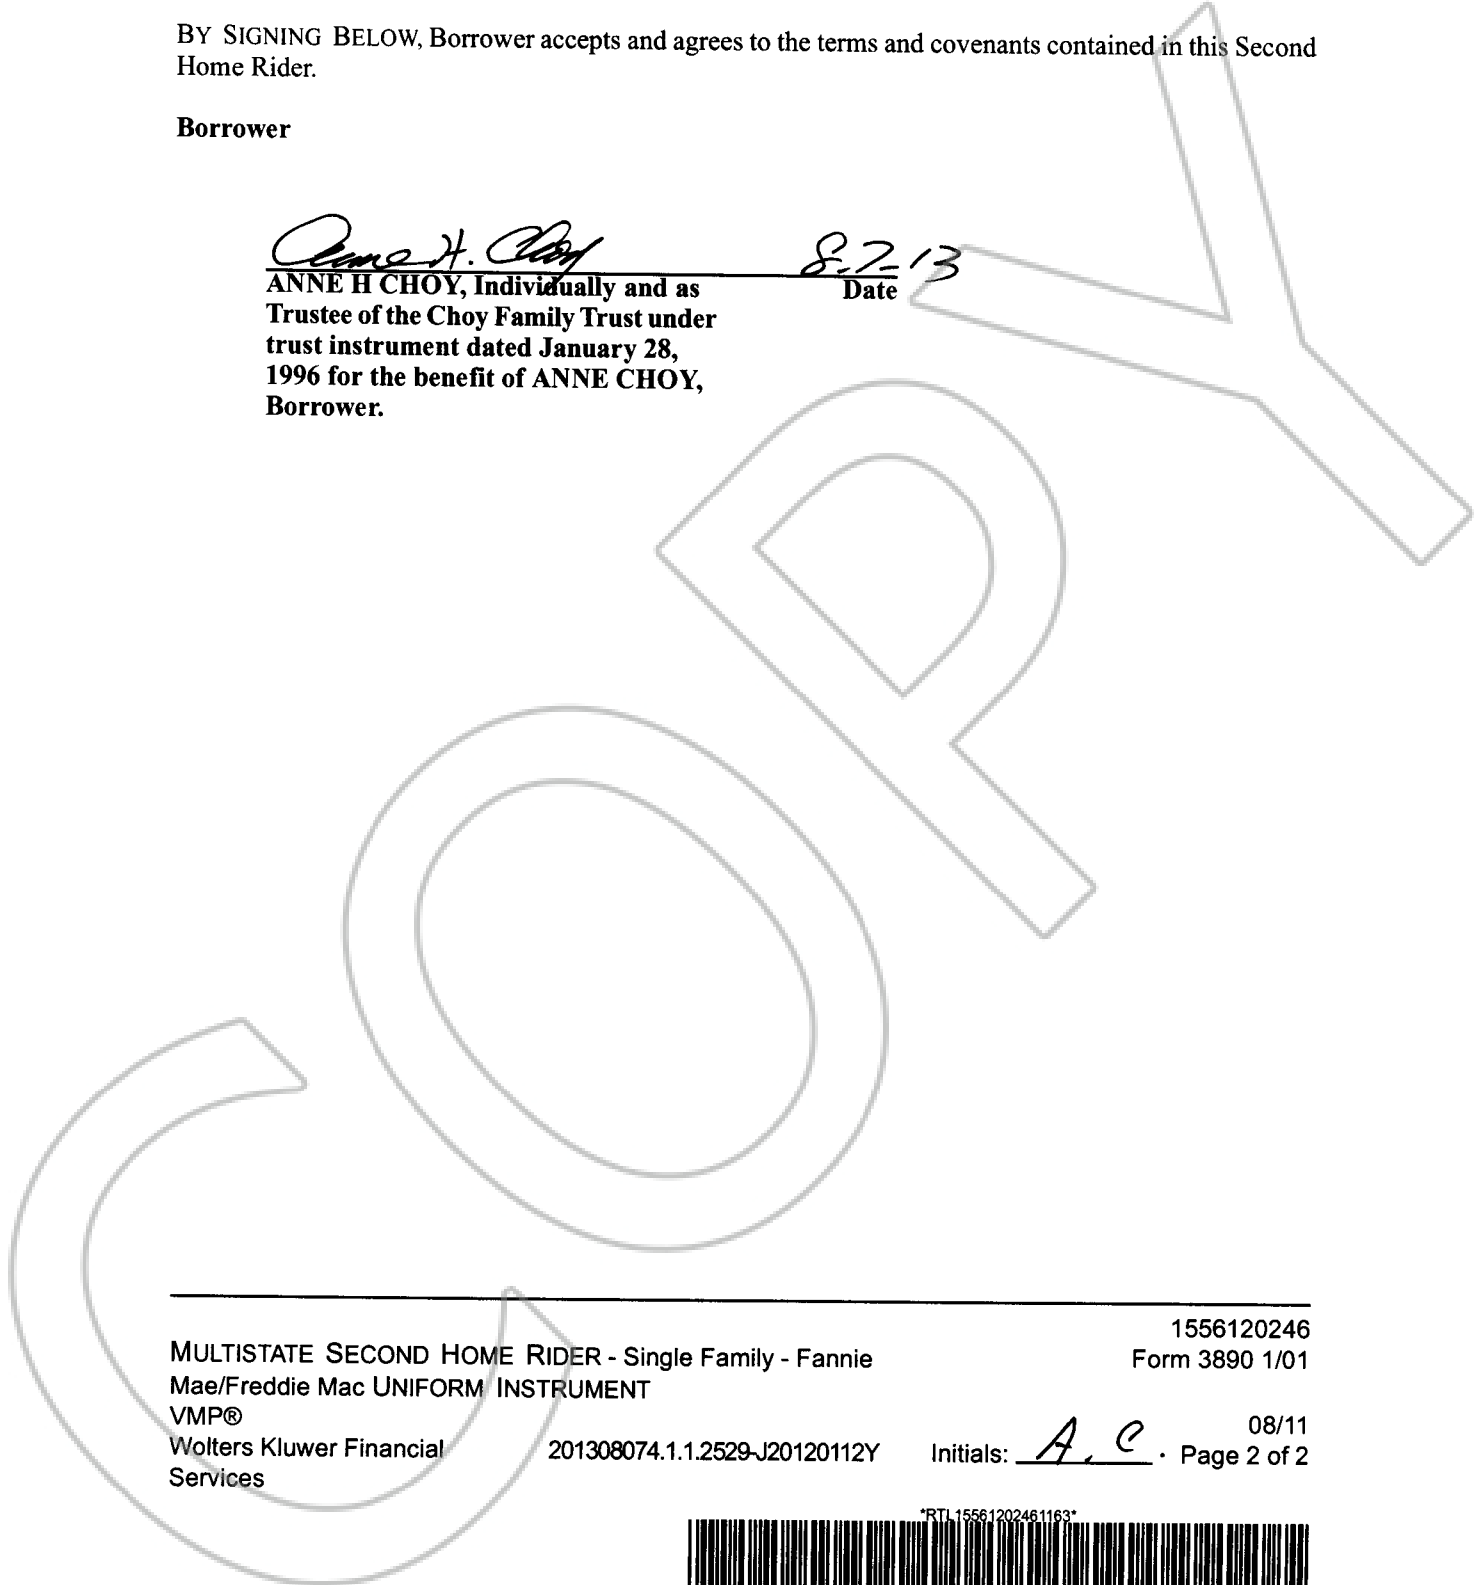 BY SIGNING BELOW, Borrower accepts and agrees to the terms and covenants contained in this Second
Home Rider.
Borrower
Anne H. Choy 8-7-13
ANNE H CHOY, Individually and as Date
Trustee of the Choy Family Trust under
trust instrument dated January 28,
1996 for the benefit of ANNE CHOY,
Borrower.
COPY
1556120246
MULTISTATE SECOND HOME RIDER - Single Family - Fannie Form 3890 1/01
Mae/Freddie Mac UNIFORM INSTRUMENT
VMP® 08/11
Wolters Kluwer Financial 201308074.1.1.2529-J20120112Y Initials: A. C. Page 2 of 2
Services
*RTL15561202461163*